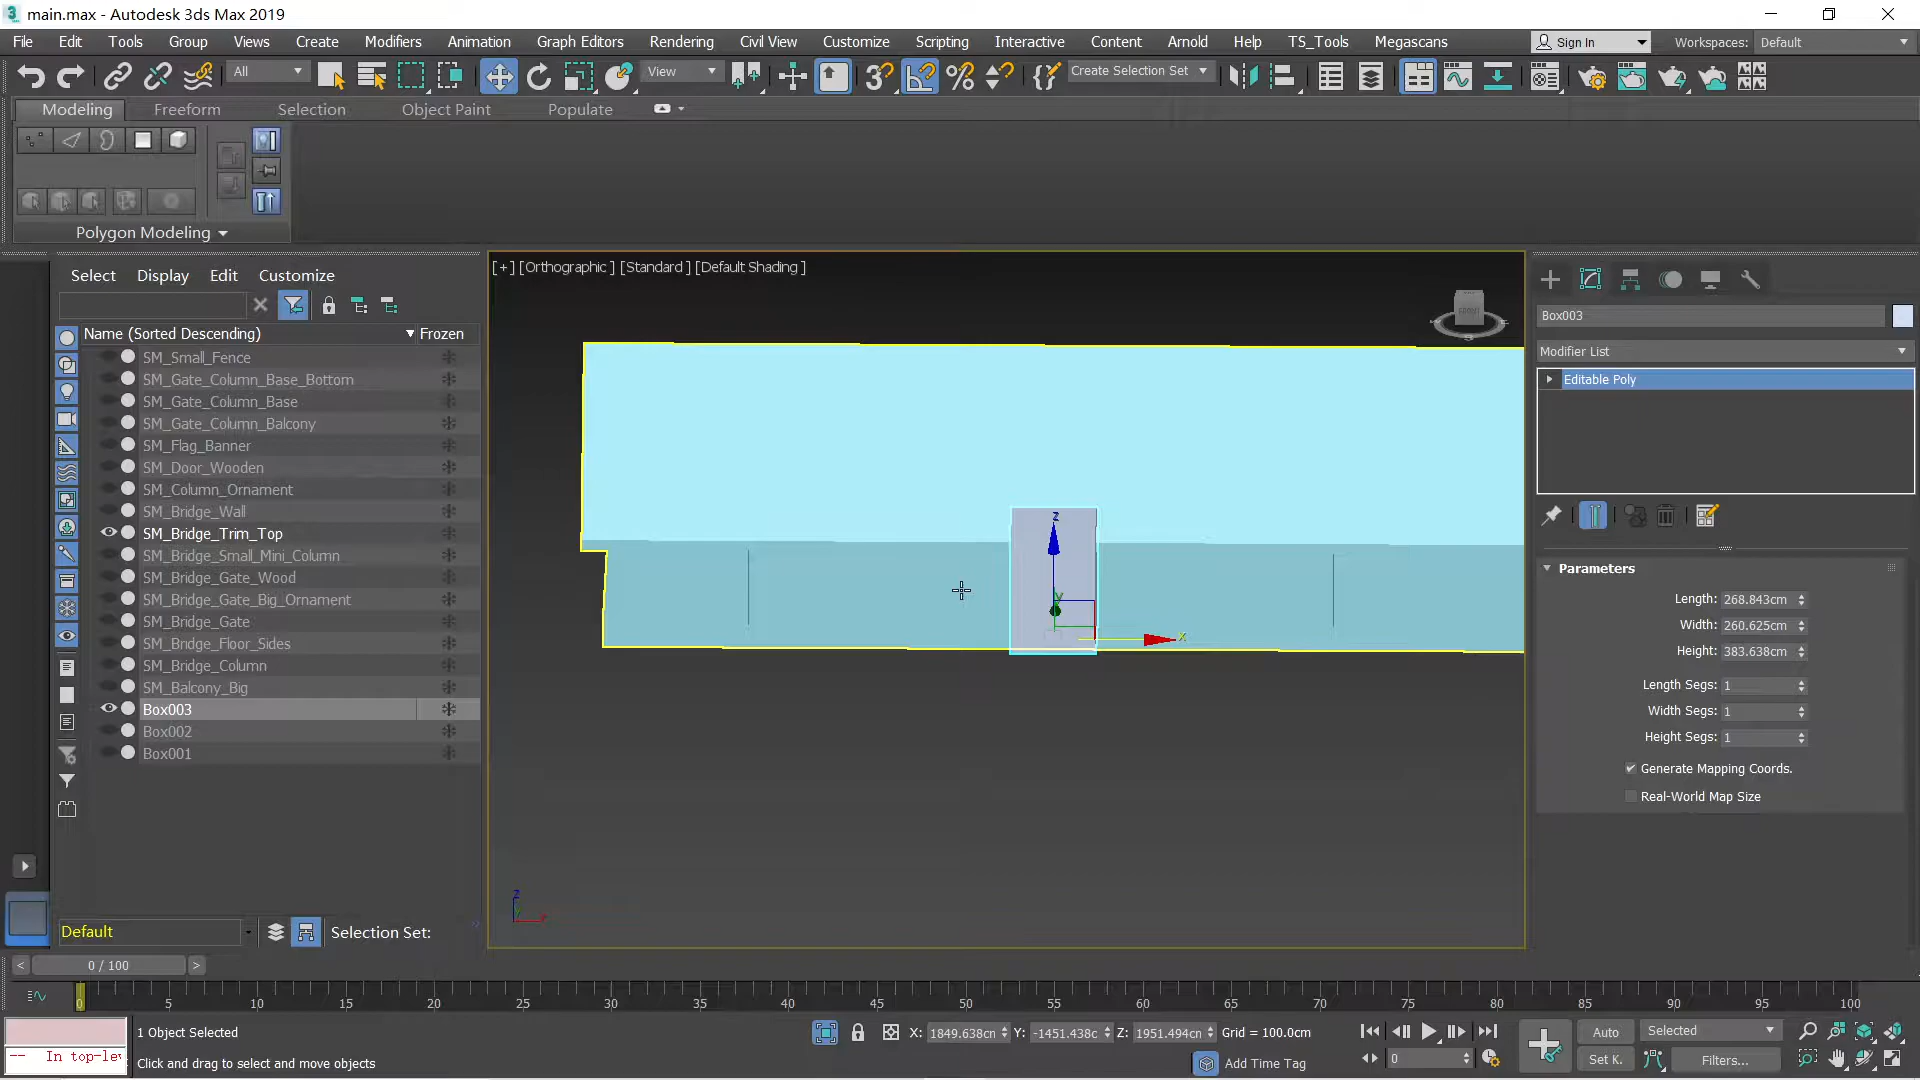 main.max - Autodesk 3ds Max 2019
File Edit Tools Group Views Create Modifiers Animation Graph Editors Rendering Civil View Customize Scripting Interactive Content Arnold Help TS_Tools Megascans Sign In Workspaces: Default
All View Create Selection Set
Modeling Freeform Selection Object Paint Populate
Polygon Modeling
Select Display Edit Customize
[+] [Orthographic ] [Standard ] [Default Shading ]
Name (Sorted Descending) Frozen
SM_Small_Fence
SM_Gate_Column_Base_Bottom
SM_Gate_Column_Base
SM_Gate_Column_Balcony
SM_Flag_Banner
SM_Door_Wooden
SM_Column_Ornament
SM_Bridge_Wall
SM_Bridge_Trim_Top
SM_Bridge_Small_Mini_Column
SM_Bridge_Gate_Wood
SM_Bridge_Gate_Big_Ornament
SM_Bridge_Gate
SM_Bridge_Floor_Sides
SM_Bridge_Column
SM_Balcony_Big
Box003
Box002
Box001
FRONT
z
y
x
z
Box003
Modifier List
Editable Poly
Parameters
Length: 268.843cm
Width: 260.625cm
Height: 383.638cm
Length Segs: 1
Width Segs: 1
Height Segs: 1
Generate Mapping Coords.
Real-World Map Size
Default Selection Set:
< 0 / 100 >
0 5 10 15 20 25 30 35 40 45 50 55 60 65 70 75 80 85 90 95 100
1 Object Selected
X: 1849.638cn Y: -1451.438c Z: 1951.494cn Grid = 100.0cm
Auto Selected
-- In top-lev
Click and drag to select and move objects
Add Time Tag
0
Set K. Filters...